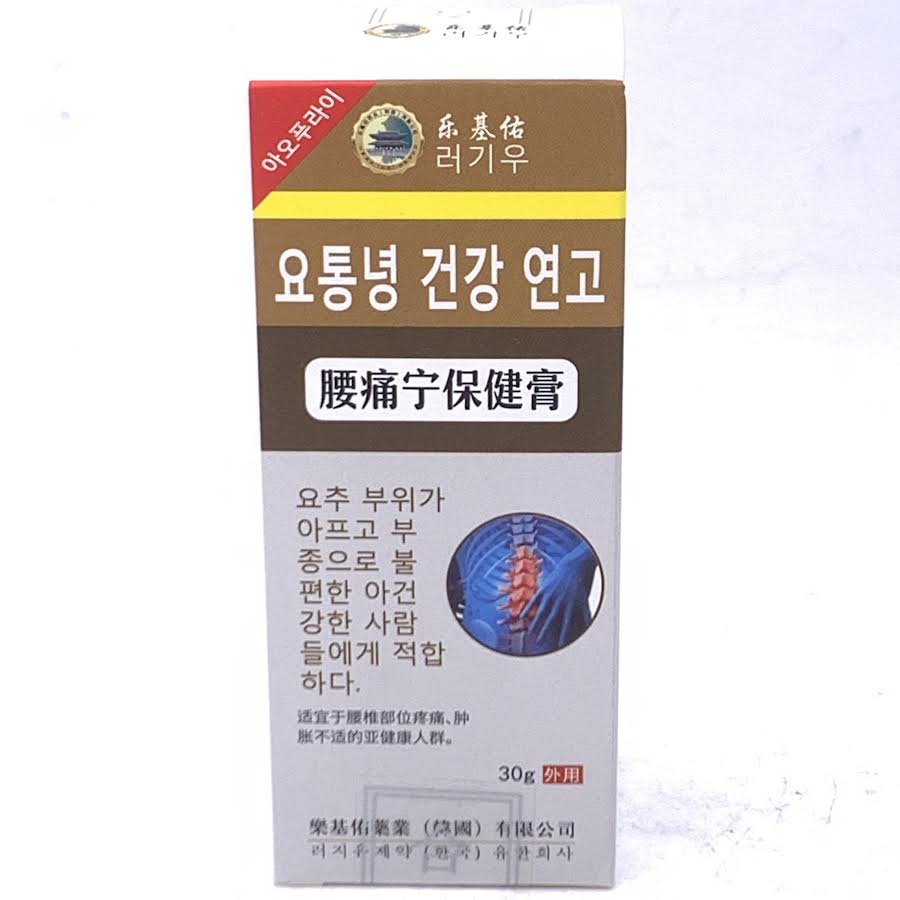 아오푸라이
乐基佑
러기우
요통녕 건강 연고
腰痛宁保健膏
요추 부위가
아프고 부
종으로 불
편한 아건
강한 사람
들에게 적합
하다.
适宜于腰椎部位疼痛、肿
胀不适的亚健康人群。
30g 外用
樂基佑藥業（韓國）有限公司
러지유제약 (한국) 유한회사